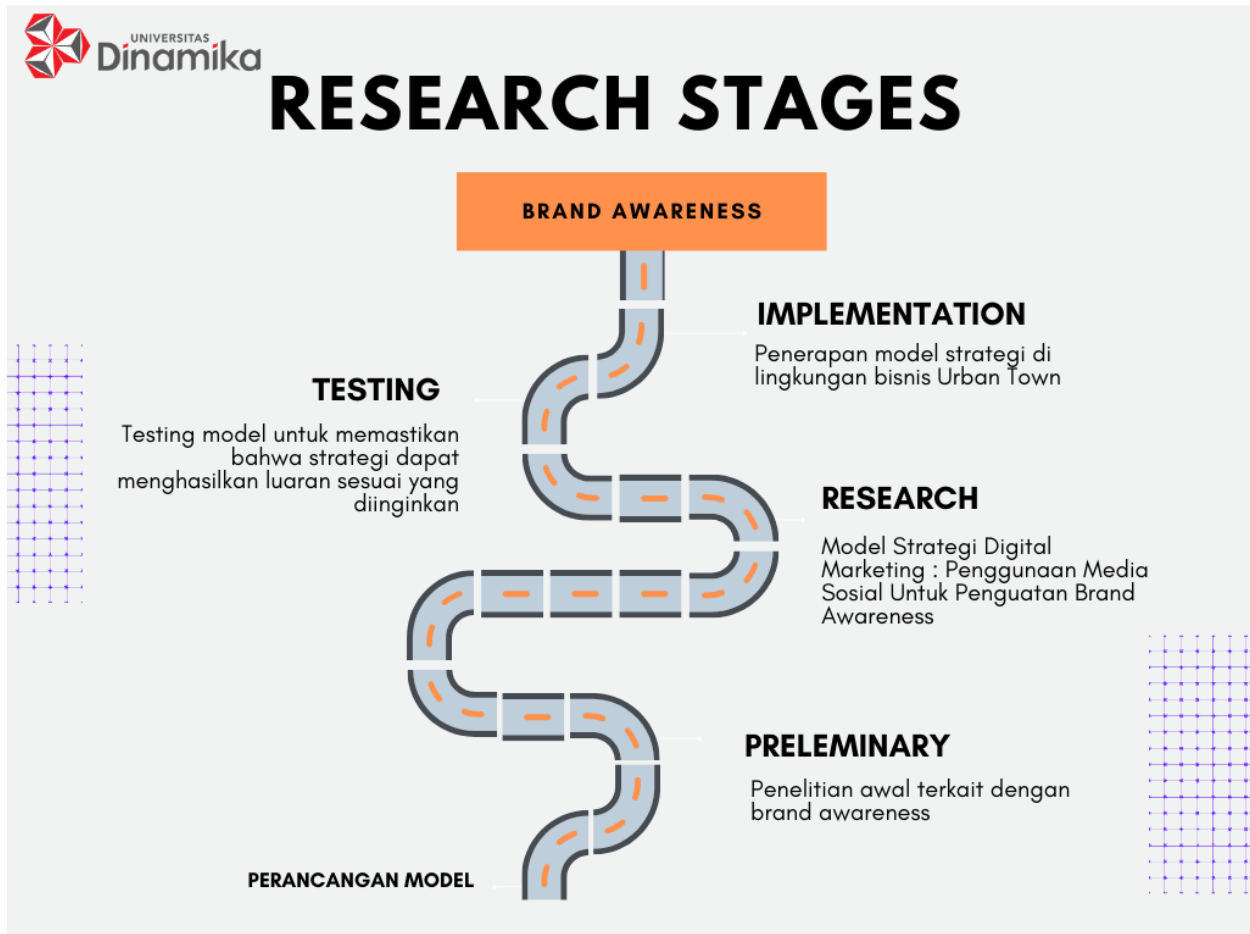 UNIVERSITAS
Dinamika
RESEARCH STAGES
BRAND AWARENESS
IMPLEMENTATION
Penerapan model strategi di
lingkungan bisnis Urban Town
TESTING
Testing model untuk memastikan
bahwa strategi dapat
menghasilkan luaran sesuai yang
diinginkan
RESEARCH
Model Strategi Digital
Marketing : Penggunaan Media
Sosial Untuk Penguatan Brand
Awareness
PRELEMINARY
Penelitian awal terkait dengan
brand awareness
PERANCANGAN MODEL